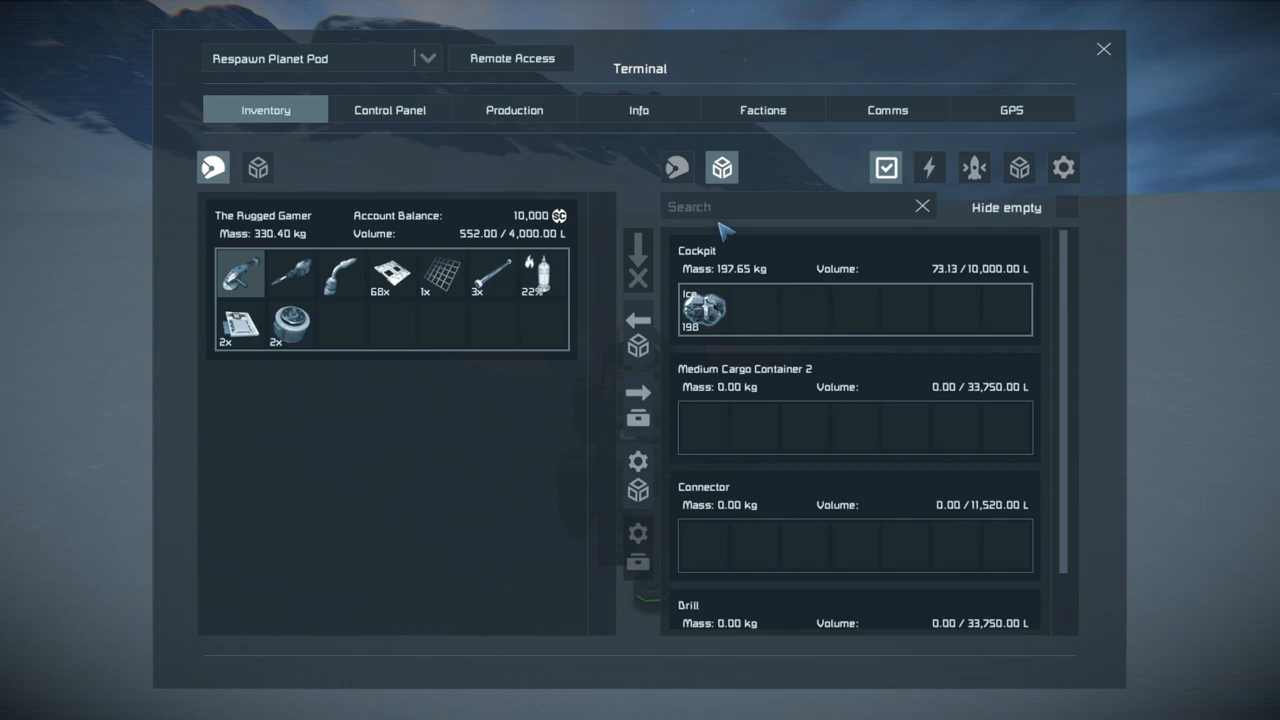 Respawn Planet Pod
Remote Access
Terminal
Inventory
Control Panel
Production
Info
Factions
Comms
GPS
The Rugged Gamer
Account Balance: 10,000 SC
Mass: 330.40 kg
Volume: 552.00 / 4,000.00 L
68x
1x
3x
22%
2x
2x
Search
Hide empty
Cockpit
Mass: 197.65 kg
Volume: 73.13 / 10,000.00 L
Ice
198
Medium Cargo Container 2
Mass: 0.00 kg
Volume: 0.00 / 33,750.00 L
Connector
Mass: 0.00 kg
Volume: 0.00 / 11,520.00 L
Drill
Mass: 0.00 kg
Volume: 0.00 / 33,750.00 L